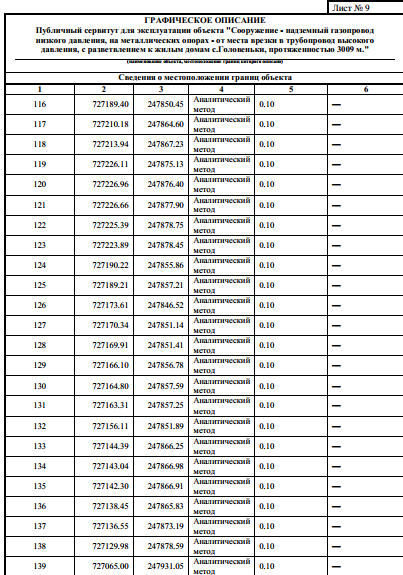 Лист № 9
ГРАФИЧЕСКОЕ ОПИСАНИЕ
Публичный сервитут для эксплуатации объекта "Сооружение - надземный газопровод
низкого давления, на металлических опорах - от места врезки в трубопровод высокого
давления, с разветвлением к жилым домам с.Головеньки, протяженностью 3009 м."
(наименование объекта, местоположение границ которого описано)
Сведения о местоположении границ объекта
1 2 3 4 5 6
116 727189.40 247850.45 Аналитический метод 0.10 —
117 727210.18 247864.60 Аналитический метод 0.10 —
118 727213.94 247867.23 Аналитический метод 0.10 —
119 727226.11 247875.13 Аналитический метод 0.10 —
120 727226.96 247876.40 Аналитический метод 0.10 —
121 727226.66 247877.90 Аналитический метод 0.10 —
122 727225.39 247878.75 Аналитический метод 0.10 —
123 727223.89 247878.45 Аналитический метод 0.10 —
124 727190.22 247855.86 Аналитический метод 0.10 —
125 727189.21 247857.21 Аналитический метод 0.10 —
126 727173.61 247846.52 Аналитический метод 0.10 —
127 727170.34 247851.14 Аналитический метод 0.10 —
128 727169.91 247851.41 Аналитический метод 0.10 —
129 727166.10 247856.78 Аналитический метод 0.10 —
130 727164.80 247857.59 Аналитический метод 0.10 —
131 727163.31 247857.25 Аналитический метод 0.10 —
132 727156.11 247851.89 Аналитический метод 0.10 —
133 727144.39 247866.25 Аналитический метод 0.10 —
134 727143.04 247866.98 Аналитический метод 0.10 —
135 727142.30 247866.91 Аналитический метод 0.10 —
136 727138.45 247865.83 Аналитический метод 0.10 —
137 727136.55 247873.19 Аналитический метод 0.10 —
138 727129.98 247878.59 Аналитический метод 0.10 —
139 727065.00 247931.05 Аналитический метод 0.10 —